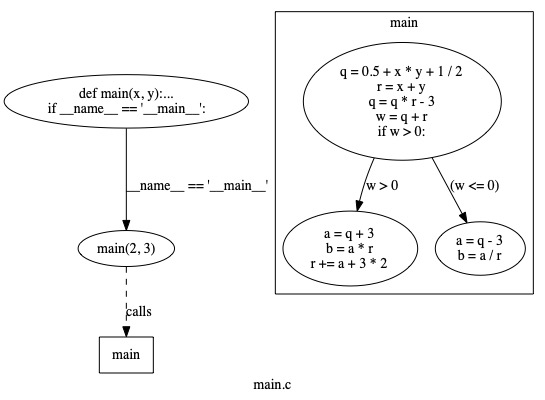 def main(x, y):...
if __name__ == '__main__':
__name__ == '__main__'
main(2, 3)
calls
main
main
q = 0.5 + x * y + 1 / 2
r = x + y
q = q * r - 3
w = q + r
if w > 0:
w > 0
(w <= 0)
a = q + 3
b = a * r
r += a + 3 * 2
a = q - 3
b = a / r
main.c